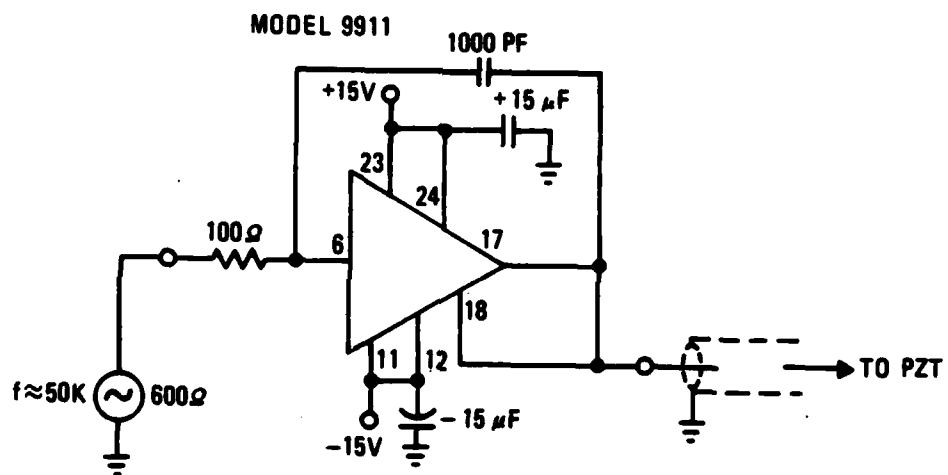 MODEL 9911
1000 PF
+15V
+15 μF
23
24
100Ω
6
17
18
11
12
f≈50K
600Ω
-15V
- 15 μF
TO PZT